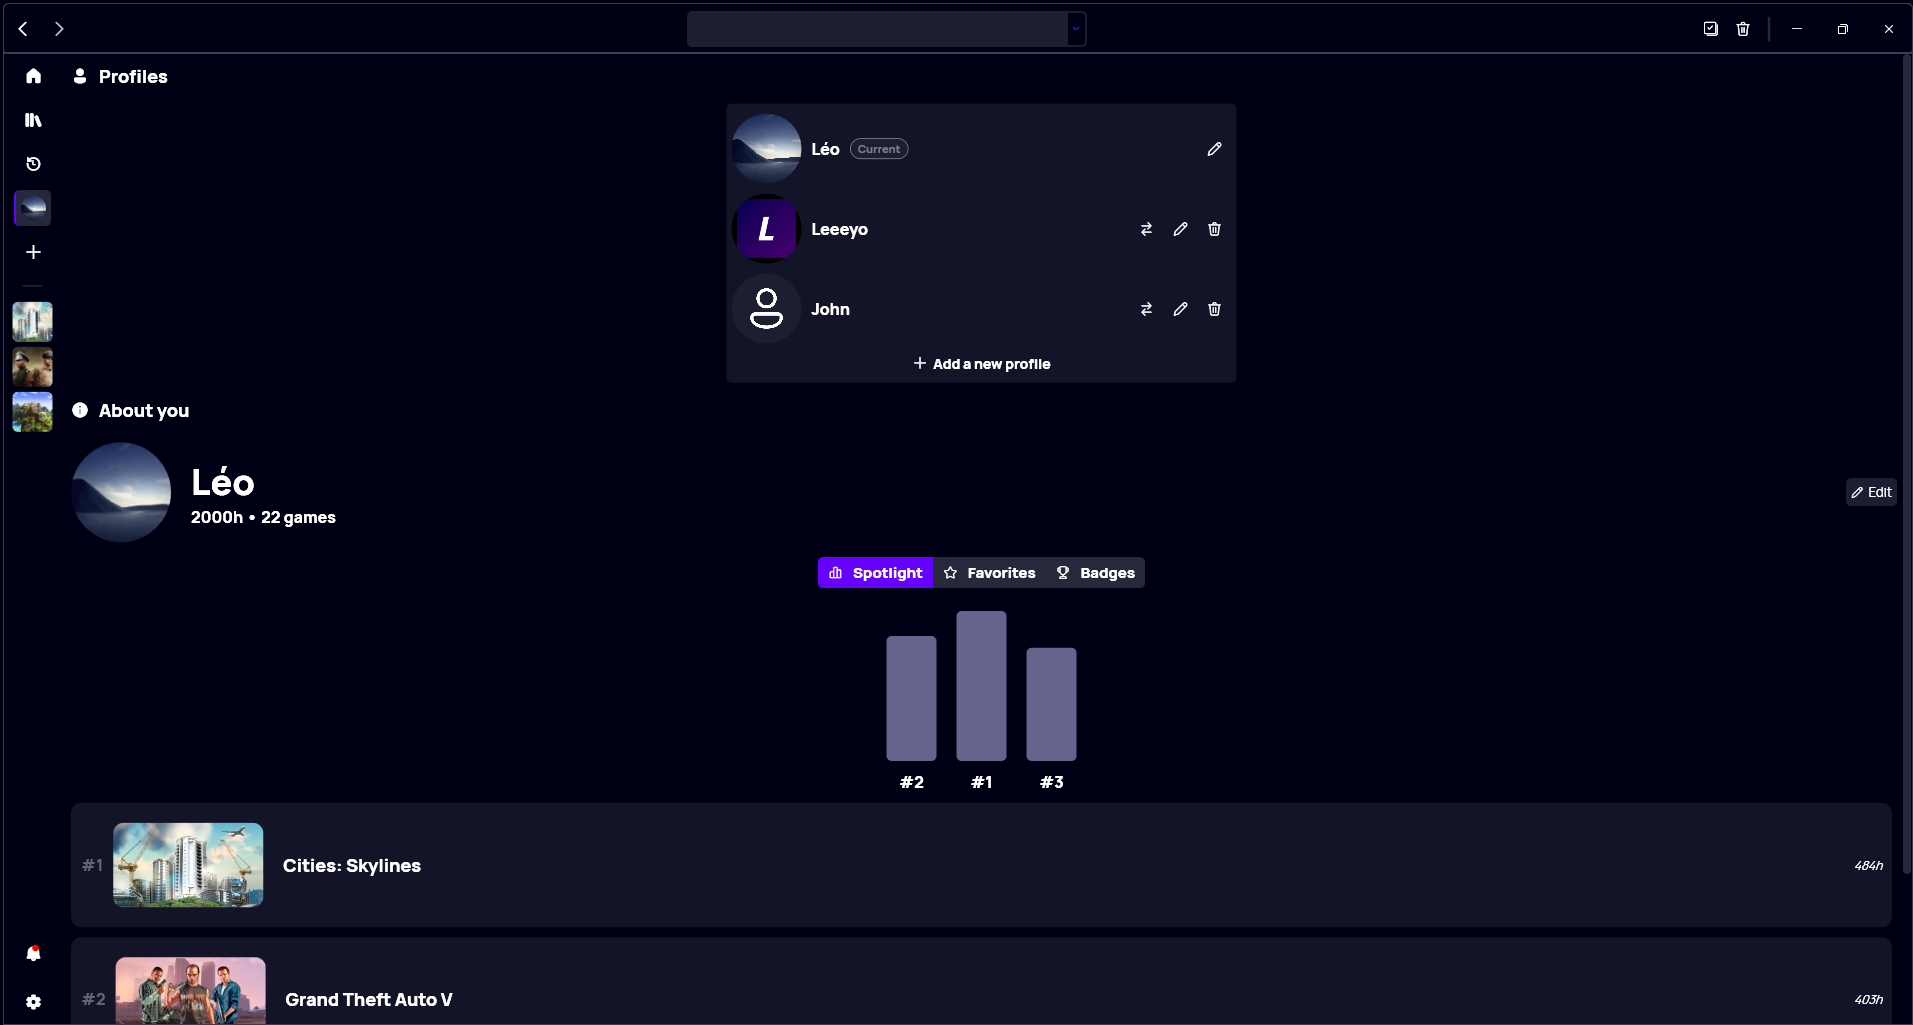 Profiles
Léo Current
L Leeeyo
John
Add a new profile
About you
Léo
2000h • 22 games
Edit
Spotlight Favorites Badges
#2 #1 #3
#1 Cities: Skylines 484h
#2 Grand Theft Auto V 403h